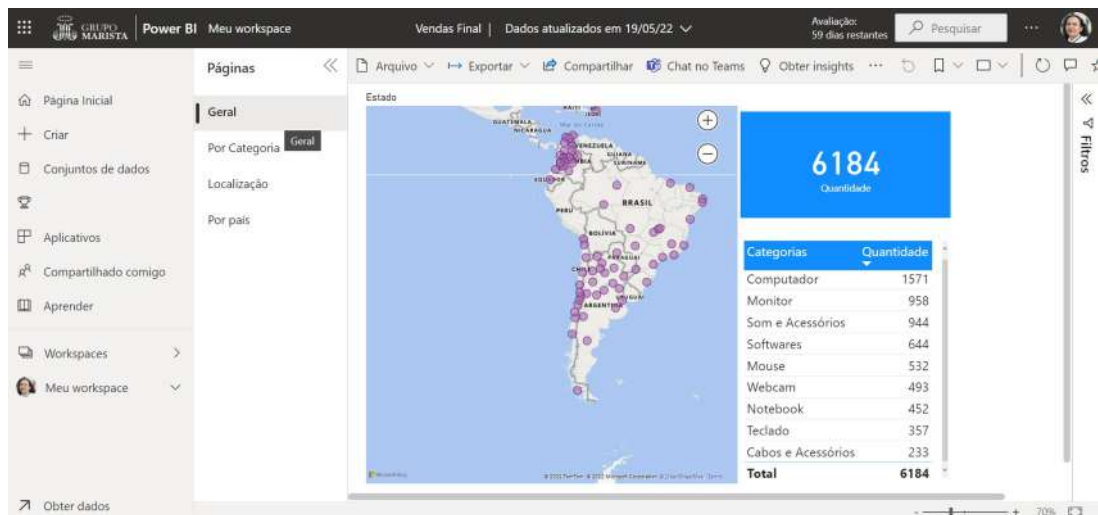 GRUPO MARISTA
Power BI Meu workspace
Vendas Final | Dados atualizados em 19/05/22
Avaliação:
59 dias restantes
Pesquisar
Página Inicial
Criar
Conjuntos de dados
Aplicativos
Compartilhado comigo
Aprender
Workspaces
Meu workspace
Obter dados
Páginas
Geral
Por Categoria
Geral
Localização
Por país
Arquivo Exportar Compartilhar Chat no Teams Obter insights
Estado
HAITI
GUATEMALA
NICARÁGUA
VENEZUELA
GUIANA
SURINAME
EQUADOR
BRASIL
PERU
BOLÍVIA
PARAGUAI
CHILE
URUGUAI
ARGENTINA
6184
Quantidade
Categorias Quantidade
Computador 1571
Monitor 958
Som e Acessórios 944
Softwares 644
Mouse 532
Webcam 493
Notebook 452
Teclado 357
Cabos e Acessórios 233
Total 6184
Filtros
70%